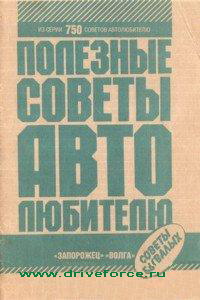 ИЗ СЕРИИ 750 СОВЕТОВ АВТОЛЮБИТЕЛЮ
ПОЛЕЗНЫЕ
СОВЕТЫ
АВТО
ЛЮБИТЕЛЮ
СОВЕТЫ
БЫВАЛЫХ
«ЗАПОРОЖЕЦ» «ВОЛГА»
www.driveforce.ru